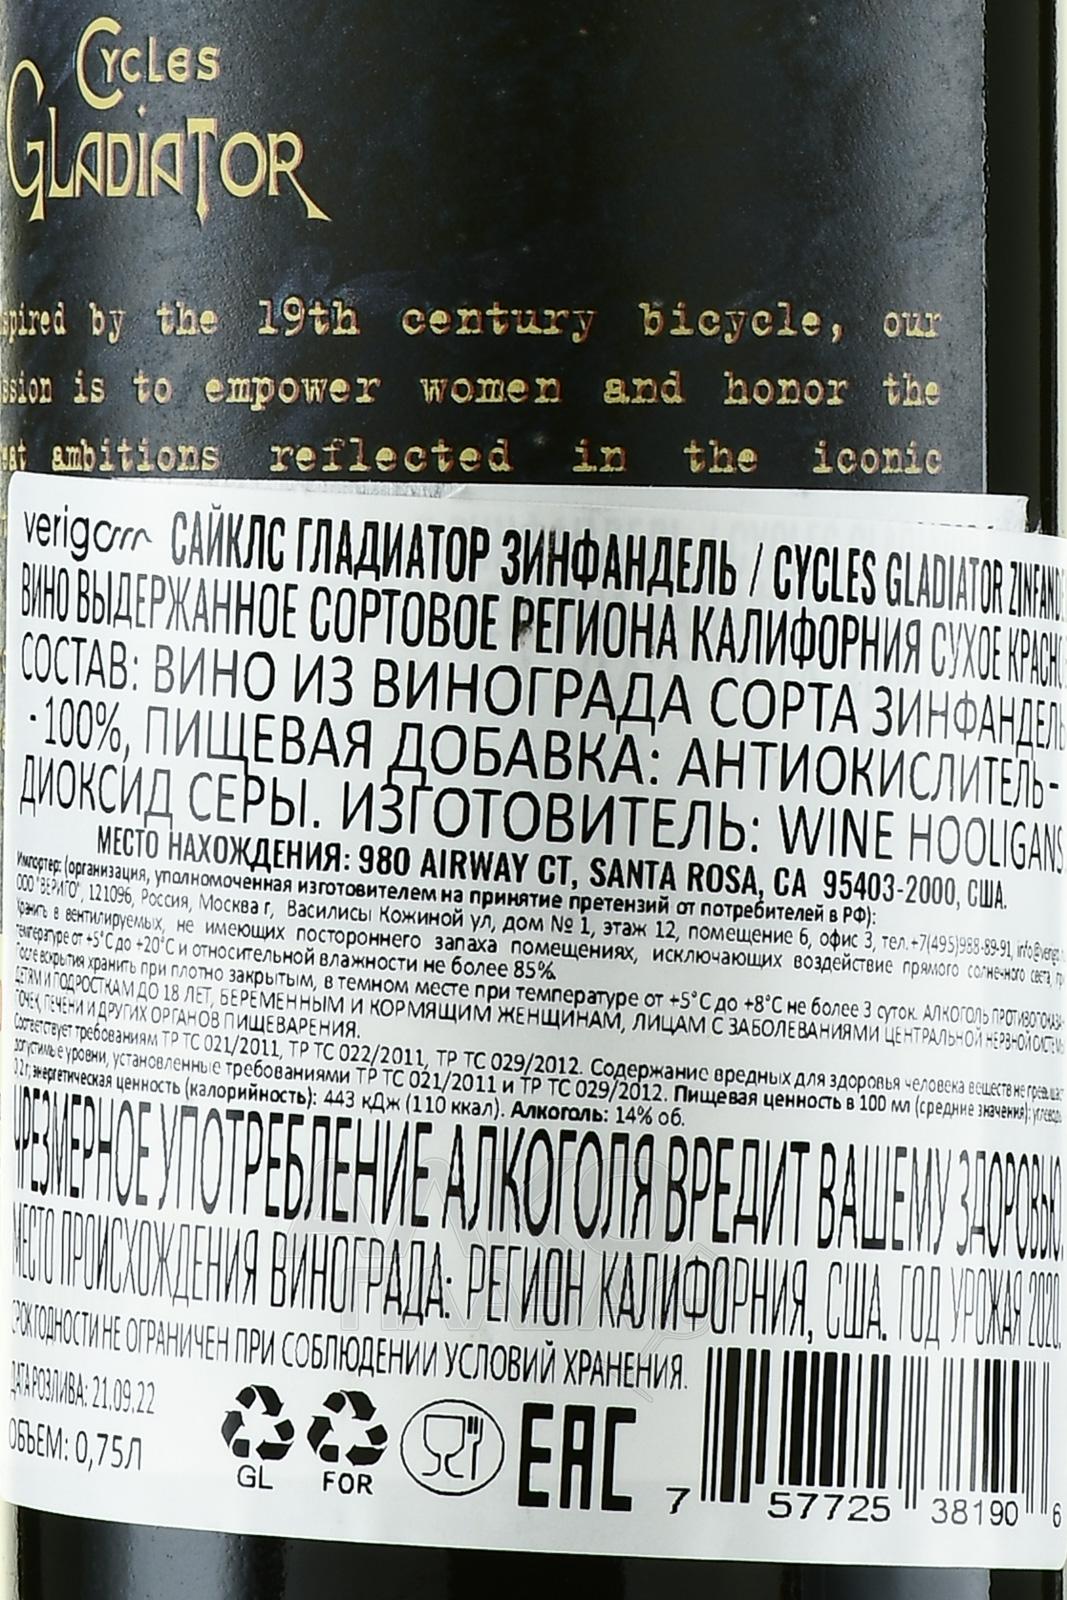 Cycles
Gladiator
by the 19th century bicycle, our
is to empower women and honor the
ambitions reflected in the iconic
verigo САЙКЛС ГЛАДИАТОР ЗИНФАНДЕЛЬ / CYCLES GLADIATOR
ВИНО ВЫДЕРЖАННОЕ СОРТОВОЕ РЕГИОНА КАЛИФОРНИЯ СУХОЕ
СОСТАВ: ВИНО ИЗ ВИНОГРАДА СОРТА ЗИНФАНДЕЛЬ
-100%, ПИЩЕВАЯ ДОБАВКА: АНТИОКИСЛИТЕЛЬ-
ДИОКСИД СЕРЫ. ИЗГОТОВИТЕЛЬ: WINE HOOLIGANS
МЕСТО НАХОЖДЕНИЯ: 980 AIRWAY CT, SANTA ROSA, CA 95403-2000, США.
Импортер: (организация, уполномоченная изготовителем на принятие претензий от потребителей в РФ):
ООО "ВЕРИГО", 121096, Россия, Москва г, Василисы Кожиной ул, дом № 1, этаж 12, помещение 6, офис 3, тел.+7(495)988-89-91,
Хранить в вентилируемых, не имеющих постороннего запаха помещениях, исключающих воздействие прямого солнечного света, при
температуре от +5°C до +20°C и относительной влажности не более 85%.
После вскрытия хранить при плотно закрытым, в темном месте при температуре от +5°C до +8°C не более 3 суток. АЛКОГОЛЬ ПРОТИВОПОКАЗАН
ДЕТЯМ И ПОДРОСТКАМ ДО 18 ЛЕТ, БЕРЕМЕННЫМ И КОРМЯЩИМ ЖЕНЩИНАМ, ЛИЦАМ С ЗАБОЛЕВАНИЯМИ ЦЕНТРАЛЬНОЙ НЕРВНОЙ СИСТЕМЫ,
ПОЧЕК, ПЕЧЕНИ И ДРУГИХ ОРГАНОВ ПИЩЕВАРЕНИЯ.
Соответствует требованиям ТР ТС 021/2011, ТР ТС 022/2011, ТР ТС 029/2012. Содержание вредных для здоровья человека веществ не превышает
допустимые уровни, установленные требованиями ТР ТС 021/2011 и ТР ТС 029/2012. Пищевая ценность в 100 мл (средние значения): углеводы
энергетическая ценность (калорийность): 443 кДж (110 ккал). Алкоголь: 14% об.
ЧРЕЗМЕРНОЕ УПОТРЕБЛЕНИЕ АЛКОГОЛЯ ВРЕДИТ ВАШЕМУ ЗДОРОВЬЮ.
МЕСТО ПРОИСХОЖДЕНИЯ ВИНОГРАДА: РЕГИОН КАЛИФОРНИЯ, США. ГОД УРОЖАЯ 2020.
СРОК ГОДНОСТИ НЕ ОГРАНИЧЕН ПРИ СОБЛЮДЕНИИ УСЛОВИЙ ХРАНЕНИЯ.
ДАТА РОЗЛИВА: 21.09.22
ОБЪЕМ: 0,75Л
GL
FOR
EAC
7 57725 38190 6